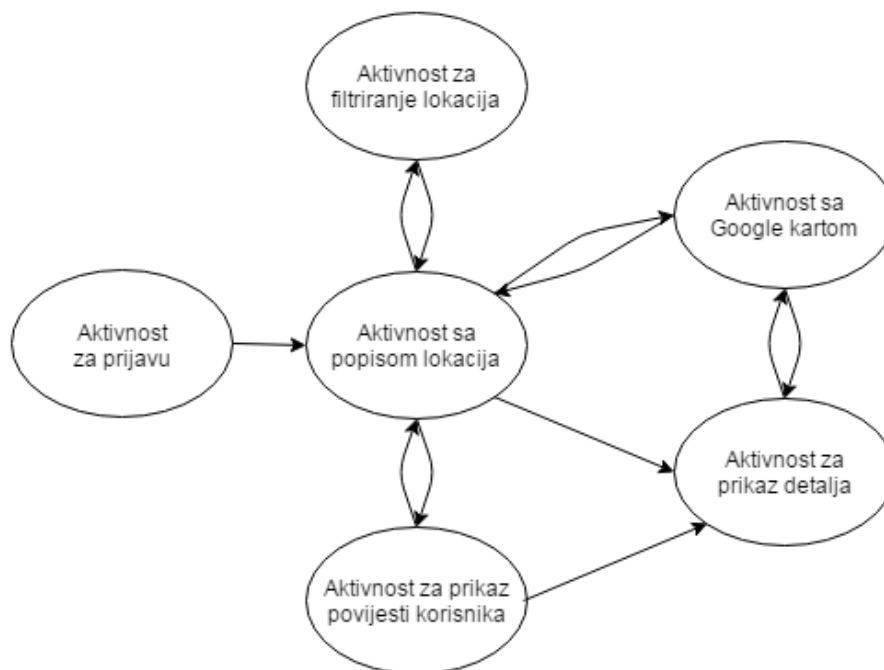 Aktivnost za
filtriranje lokacija
Aktivnost sa
Google kartom
Aktivnost
za prijavu
Aktivnost sa
popisom lokacija
Aktivnost za
prikaz detalja
Aktivnost za prikaz
povijesti korisnika